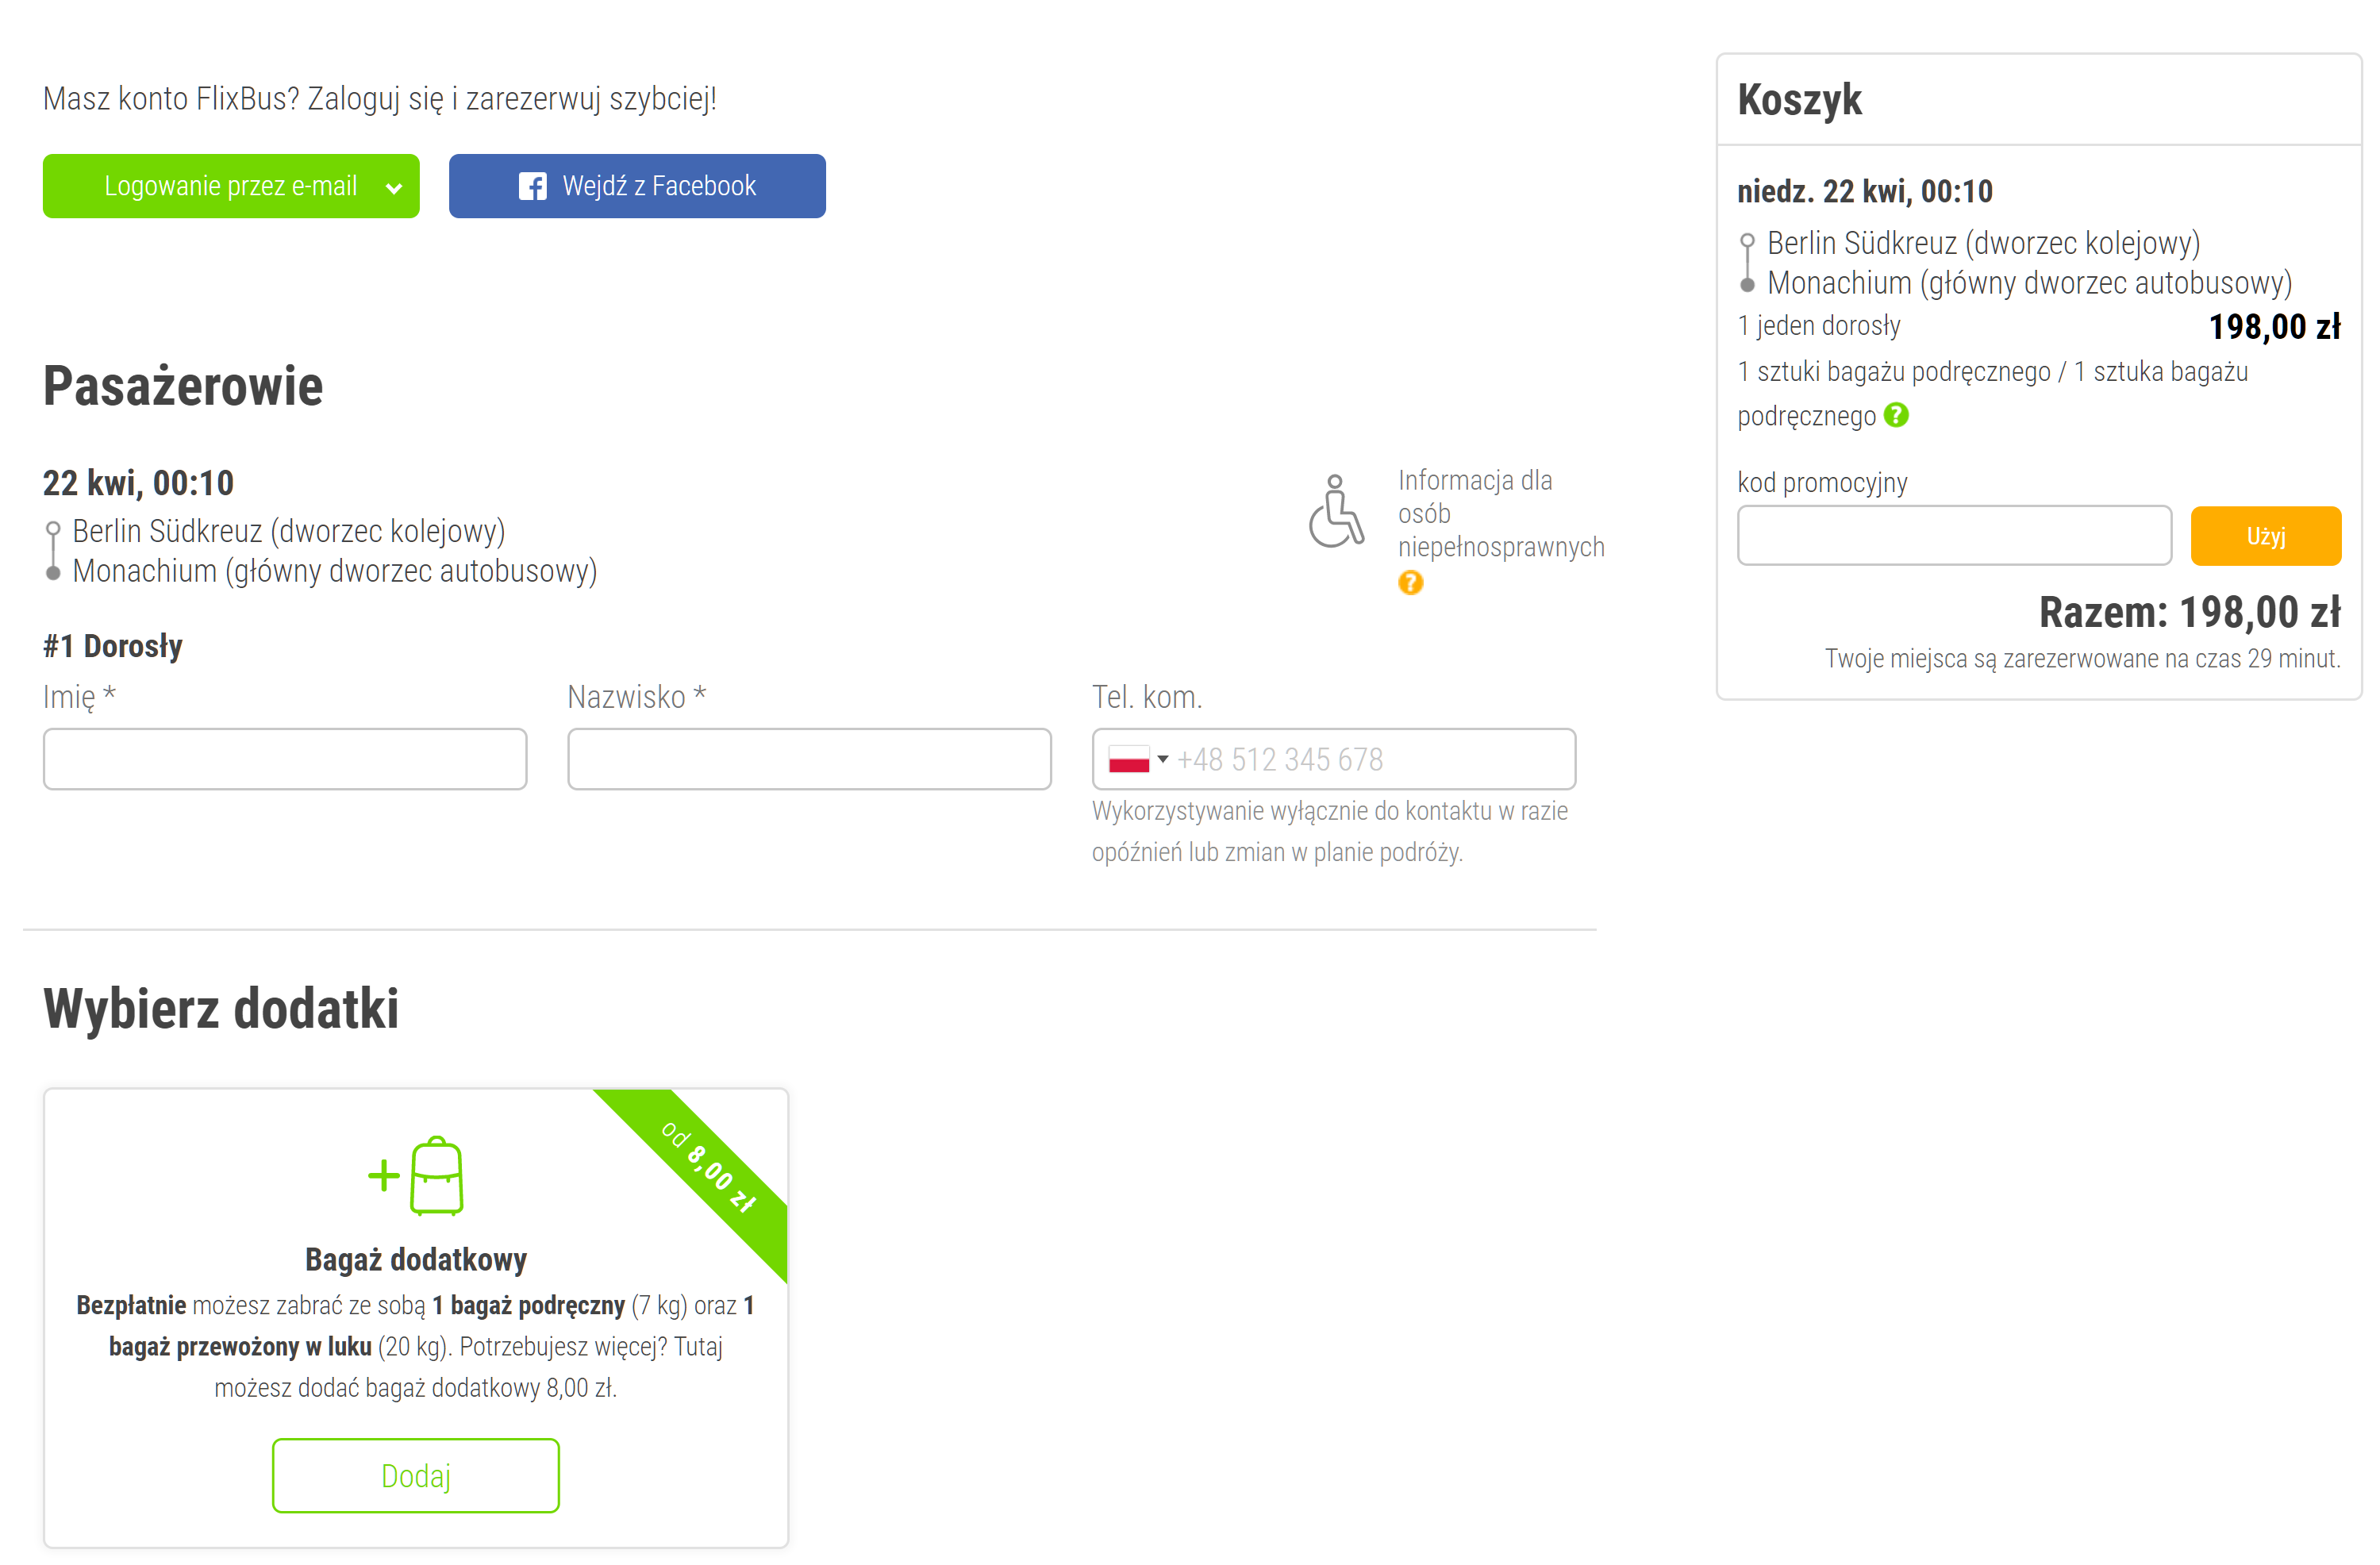 Masz konto FlixBus? Zaloguj się i zarezerwuj szybciej!
Logowanie przez e-mail
Wejdź z Facebook
Pasażerowie
22 kwi, 00:10
Berlin Südkreuz (dworzec kolejowy)
Monachium (główny dworzec autobusowy)
Informacja dla
osób
niepełnosprawnych
?
#1 Dorosły
Imię *
Nazwisko *
Tel. kom.
+48 512 345 678
Wykorzystywanie wyłącznie do kontaktu w razie
opóźnień lub zmian w planie podróży.
Wybierz dodatki
od 8,00 zł
Bagaż dodatkowy
Bezpłatnie możesz zabrać ze sobą 1 bagaż podręczny (7 kg) oraz 1
bagaż przewożony w luku (20 kg). Potrzebujesz więcej? Tutaj
możesz dodać bagaż dodatkowy 8,00 zł.
Dodaj
Koszyk
niedz. 22 kwi, 00:10
Berlin Südkreuz (dworzec kolejowy)
Monachium (główny dworzec autobusowy)
1 jeden dorosły 198,00 zł
1 sztuki bagażu podręcznego / 1 sztuka bagażu
podręcznego ?
kod promocyjny
Użyj
Razem: 198,00 zł
Twoje miejsca są zarezerwowane na czas 29 minut.